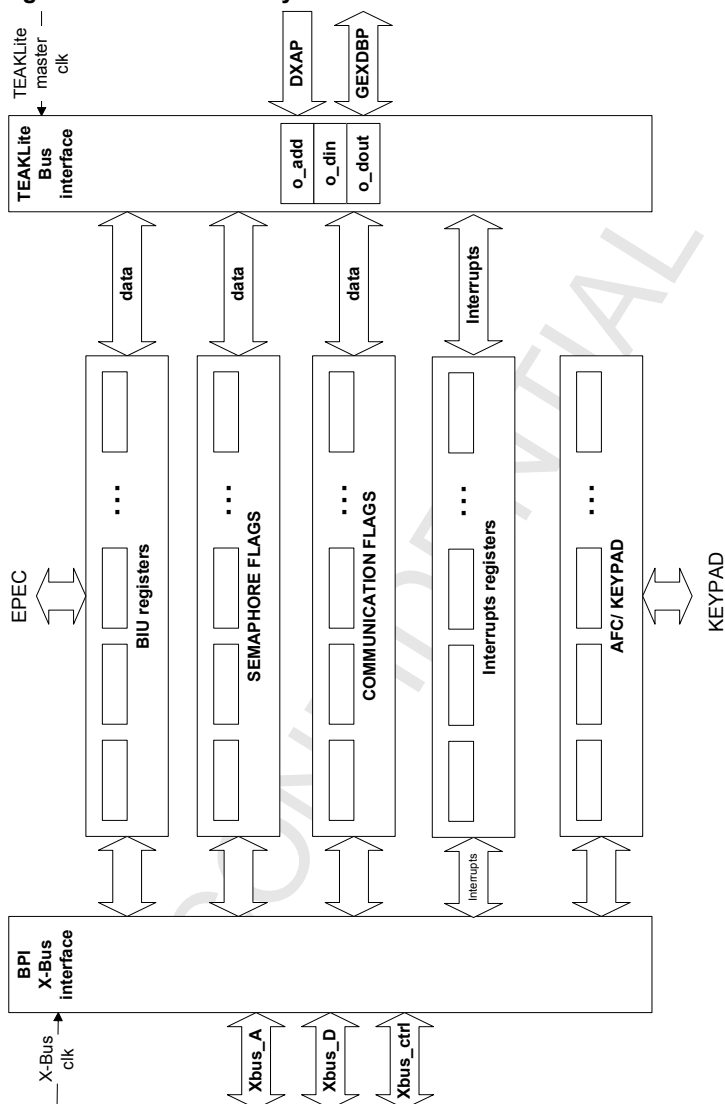 TEAKLite
master
clk
TEAKLite
Bus
interface
DXAP
GEXDBP
o_add
o_din
o_dout
data
data
data
Interrupts
EPEC
...
BIU registers
...
SEMAPHORE FLAGS
...
COMMUNICATION FLAGS
...
Interrupts registers
...
AFC/ KEYPAD
KEYPAD
Interrupts
BPI
X-Bus
interface
X-Bus
clk
Xbus_A
Xbus_D
Xbus_ctrl
CONFIDENTIAL